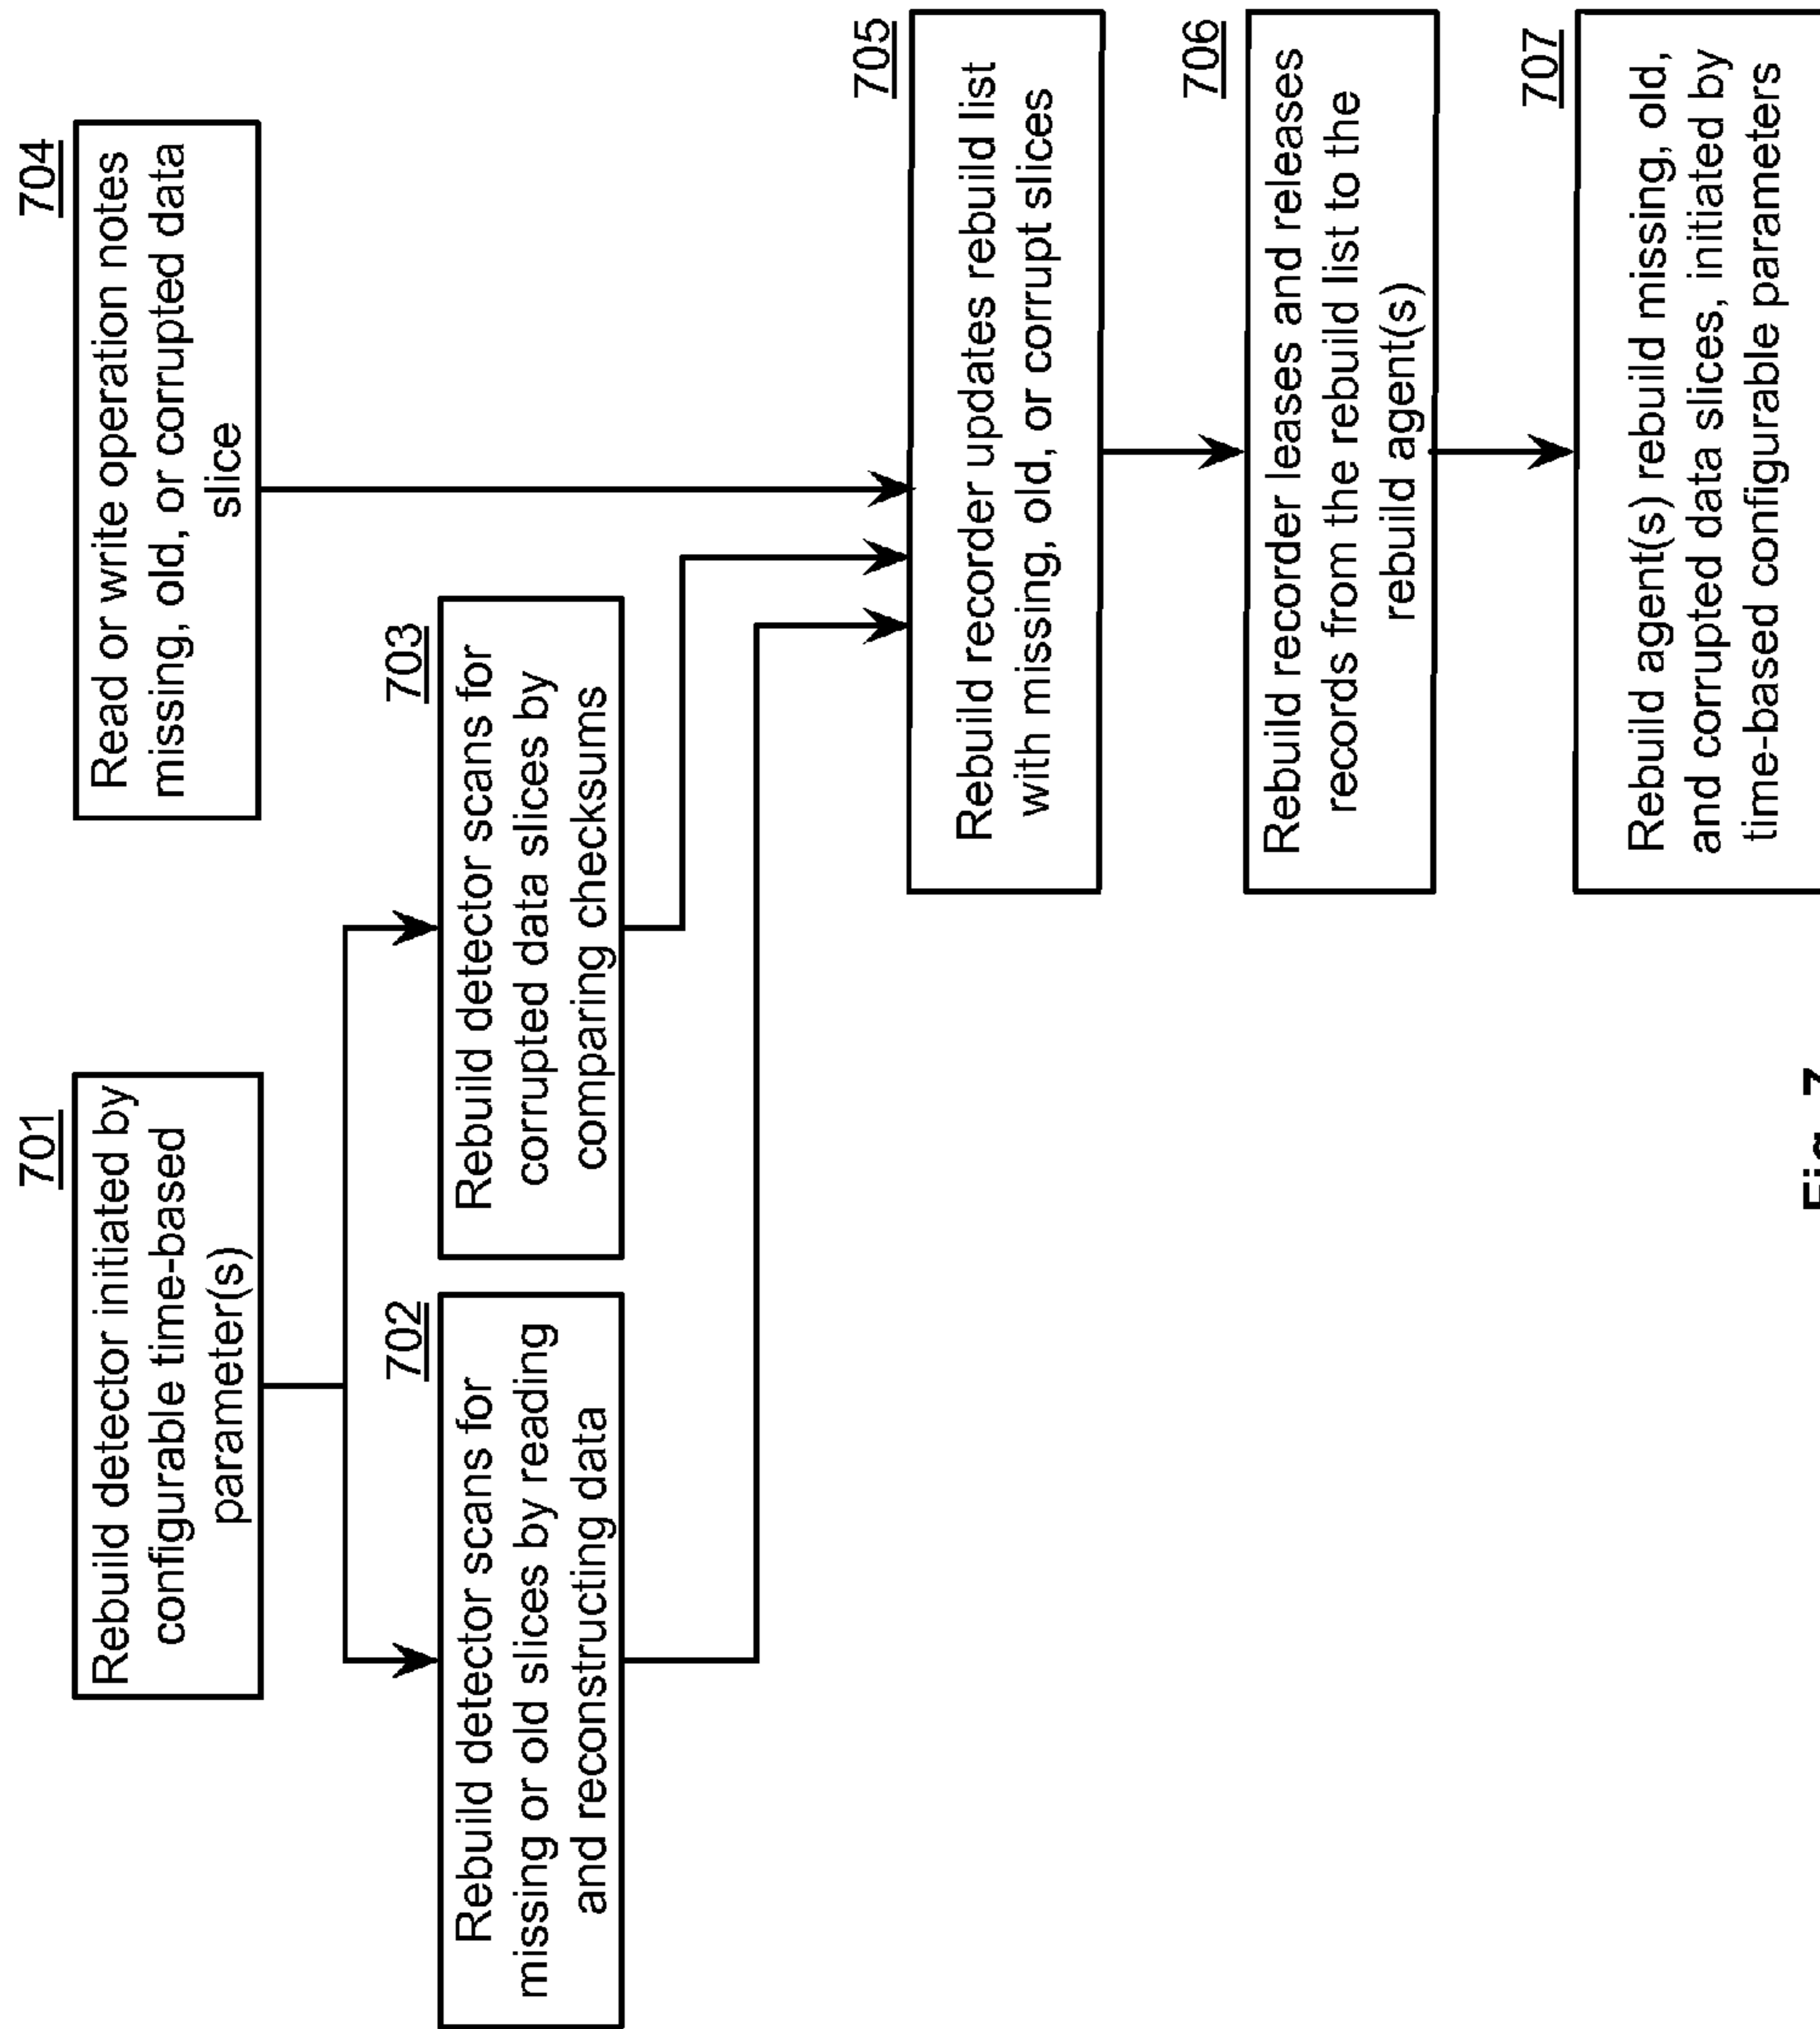 701
Rebuild detector initiated by
configurable time-based
parameter(s)
702
Rebuild detector scans for
missing or old slices by reading
and reconstructing data
703
Rebuild detector scans for
corrupted data slices by
comparing checksums
704
Read or write operation notes
missing, old, or corrupted data
slice
705
Rebuild recorder updates rebuild list
with missing, old, or corrupt slices
706
Rebuild recorder leases and releases
records from the rebuild list to the
rebuild agent(s)
707
Rebuild agent(s) rebuild missing, old,
and corrupted data slices, initiated by
time-based configurable parameters
Fig. 7